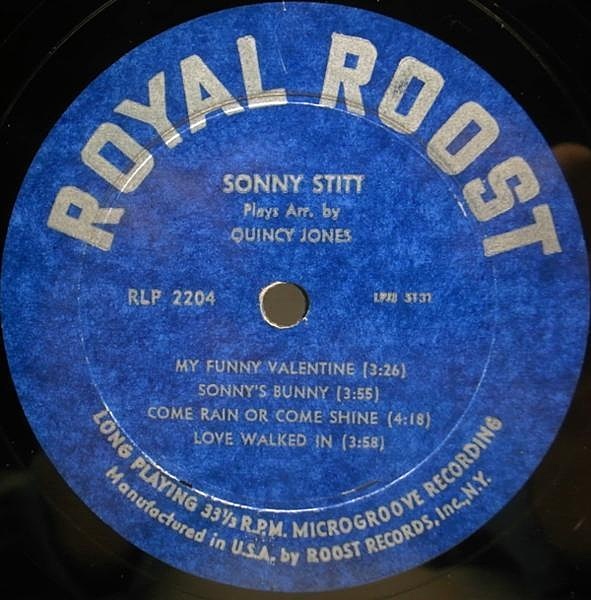 ROYAL ROOST
SONNY STITT
Plays Arr. by
QUINCY JONES
RLP 2204
MY FUNNY VALENTINE (3:26)
SONNY'S BUNNY (3:55)
COME RAIN OR COME SHINE (4:18)
LOVE WALKED IN (3:58)
LONG PLAYING 33⅓ R.P.M. MICROGROOVE RECORDING
Manufactured in U.S.A. by ROOST RECORDS, Inc., N.Y.